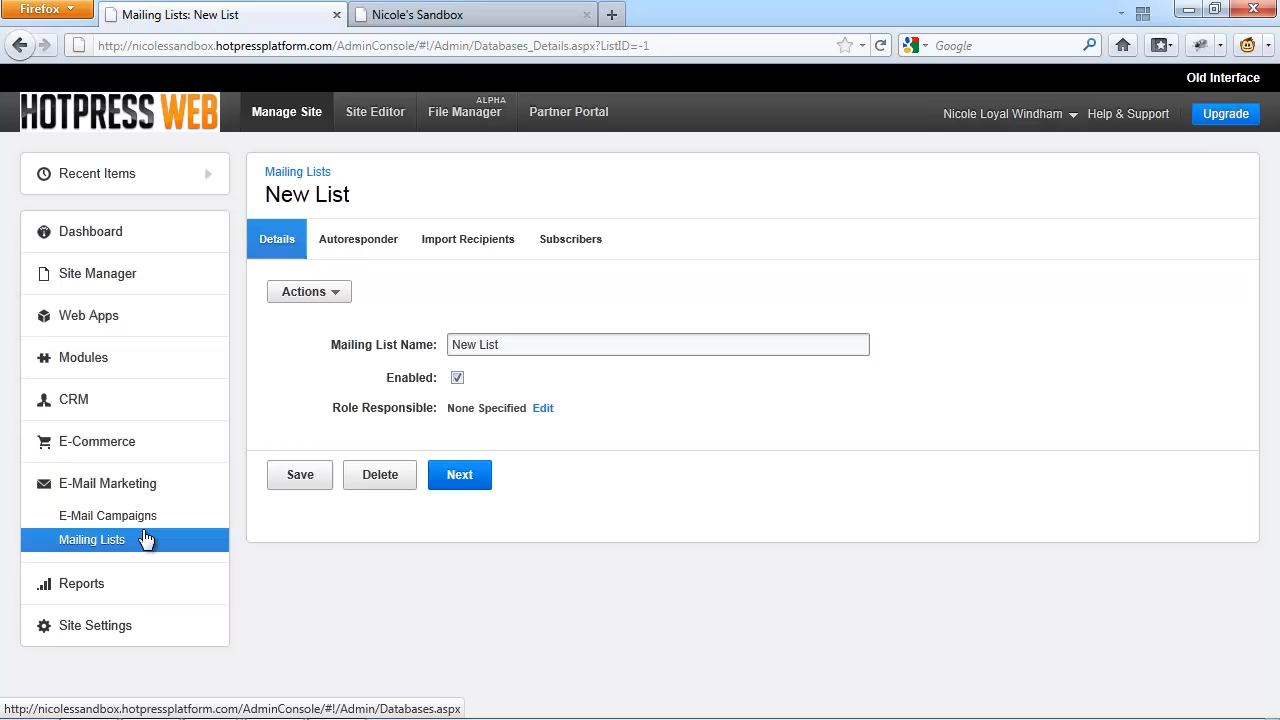 Firefox
Mailing Lists: New List
Nicole's Sandbox
http://nicolessandbox.hotpressplatform.com/AdminConsole/#!/Admin/Databases_Details.aspx?ListID=-1
Google
Old Interface
HOTPRESS WEB
Manage Site
Site Editor
ALPHA
File Manager
Partner Portal
Nicole Loyal Windham
Help & Support
Upgrade
Recent Items
Dashboard
Site Manager
Web Apps
Modules
CRM
E-Commerce
E-Mail Marketing
E-Mail Campaigns
Mailing Lists
Reports
Site Settings
Mailing Lists
New List
Details
Autoresponder
Import Recipients
Subscribers
Actions
Mailing List Name: New List
Enabled:
Role Responsible: None Specified Edit
Save
Delete
Next
http://nicolessandbox.hotpressplatform.com/AdminConsole/#!/Admin/Databases.aspx